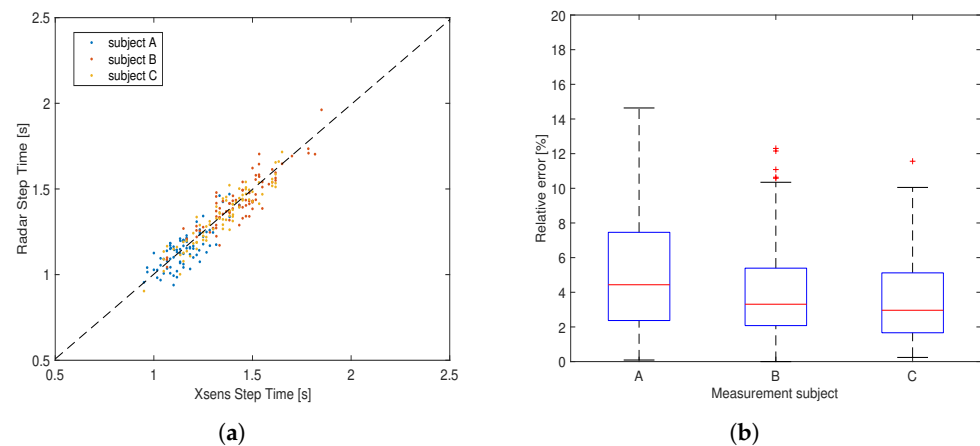 2.5
2
1.5
1
0.5
0.5
1
1.5
2
2.5
Radar Step Time [s]
Xsens Step Time [s]
subject A
subject B
subject C
(a)
20
18
16
14
12
10
8
6
4
2
0
Relative error [%]
A
B
C
Measurement subject
(b)